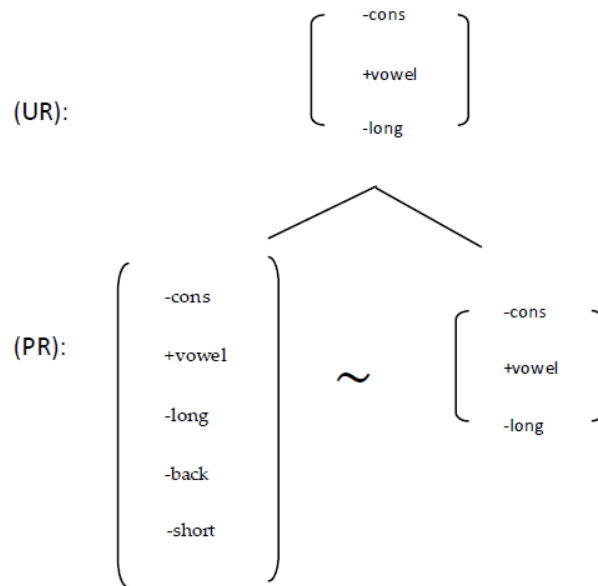 (UR):
-cons
+vowel
-long
(PR):
-cons
+vowel
-long
-back
-short
~
-cons
+vowel
-long